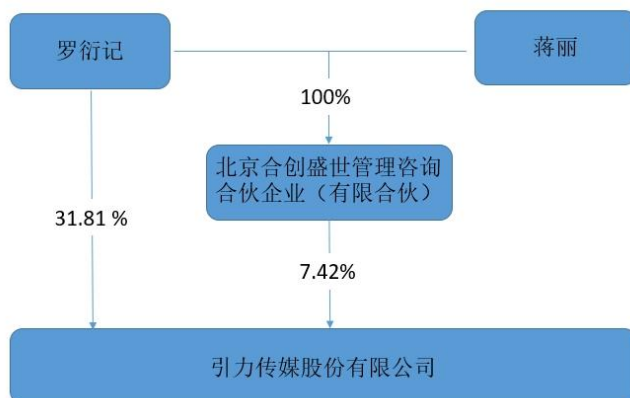 罗衍记
蒋丽
100%
北京合创盛世管理咨询
合伙企业（有限合伙）
31.81 %
7.42%
引力传媒股份有限公司